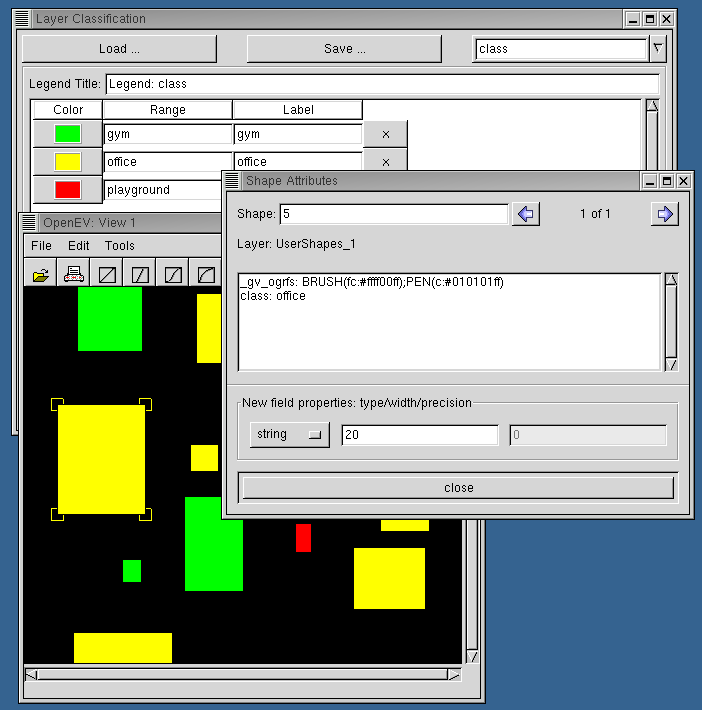 Layer Classification
Load ...
Save ...
class
Legend Title: Legend: class
Color Range Label
gym gym x
office office x
playground
Shape Attributes
Shape: 5 1 of 1
Layer: UserShapes_1
_gv_ogrfs: BRUSH(fc:#ffff00ff);PEN(c:#010101ff)
class: office
New field properties: type/width/precision
string 20 0
close
OpenEV: View 1
File Edit Tools